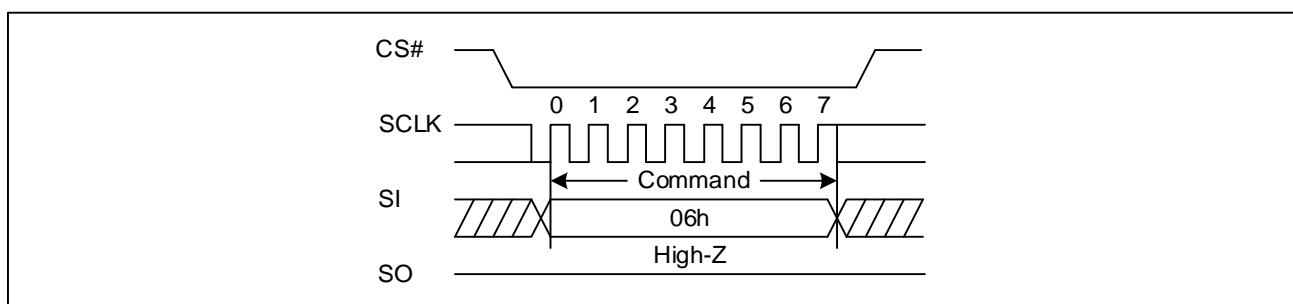 CS#
0 1 2 3 4 5 6 7
SCLK
Command
SI
06h
High-Z
SO